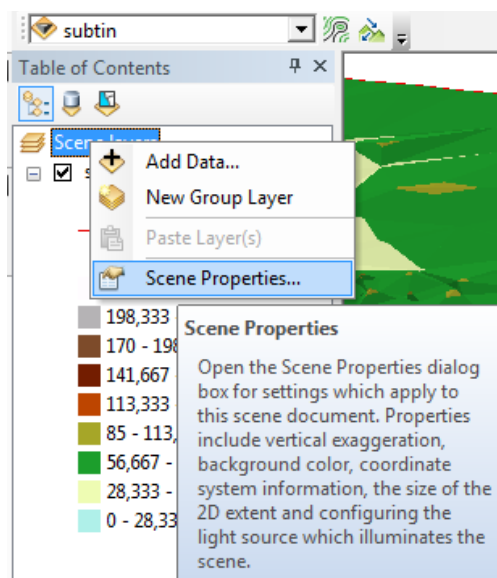 subtin
Table of Contents
Scene layers
Add Data...
New Group Layer
Paste Layer(s)
Scene Properties...
198,333
170 - 198
141,667
113,333
85 - 113,
56,667 -
28,333 -
0 - 28,33
Scene Properties
Open the Scene Properties dialog
box for settings which apply to
this scene document. Properties
include vertical exaggeration,
background color, coordinate
system information, the size of the
2D extent and configuring the
light source which illuminates the
scene.